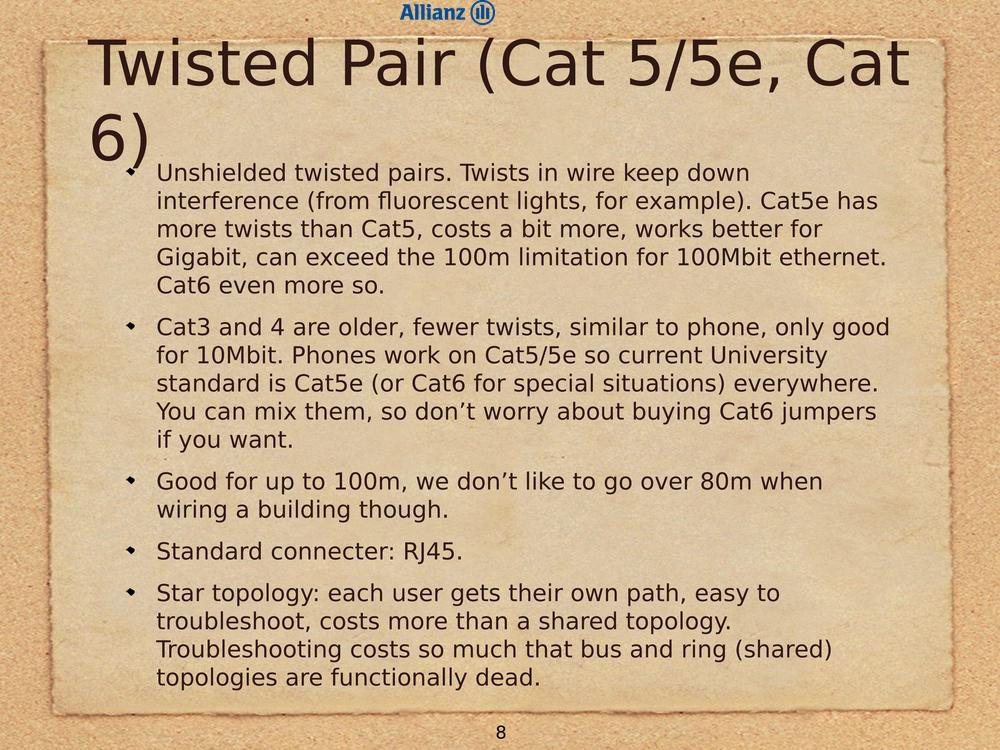 Allianz
Twisted Pair (Cat 5/5e, Cat
6)
Unshielded twisted pairs. Twists in wire keep down
interference (from fluorescent lights, for example). Cat5e has
more twists than Cat5, costs a bit more, works better for
Gigabit, can exceed the 100m limitation for 100Mbit ethernet.
Cat6 even more so.
Cat3 and 4 are older, fewer twists, similar to phone, only good
for 10Mbit. Phones work on Cat5/5e so current University
standard is Cat5e (or Cat6 for special situations) everywhere.
You can mix them, so don’t worry about buying Cat6 jumpers
if you want.
Good for up to 100m, we don’t like to go over 80m when
wiring a building though.
Standard connecter: RJ45.
Star topology: each user gets their own path, easy to
troubleshoot, costs more than a shared topology.
Troubleshooting costs so much that bus and ring (shared)
topologies are functionally dead.
8